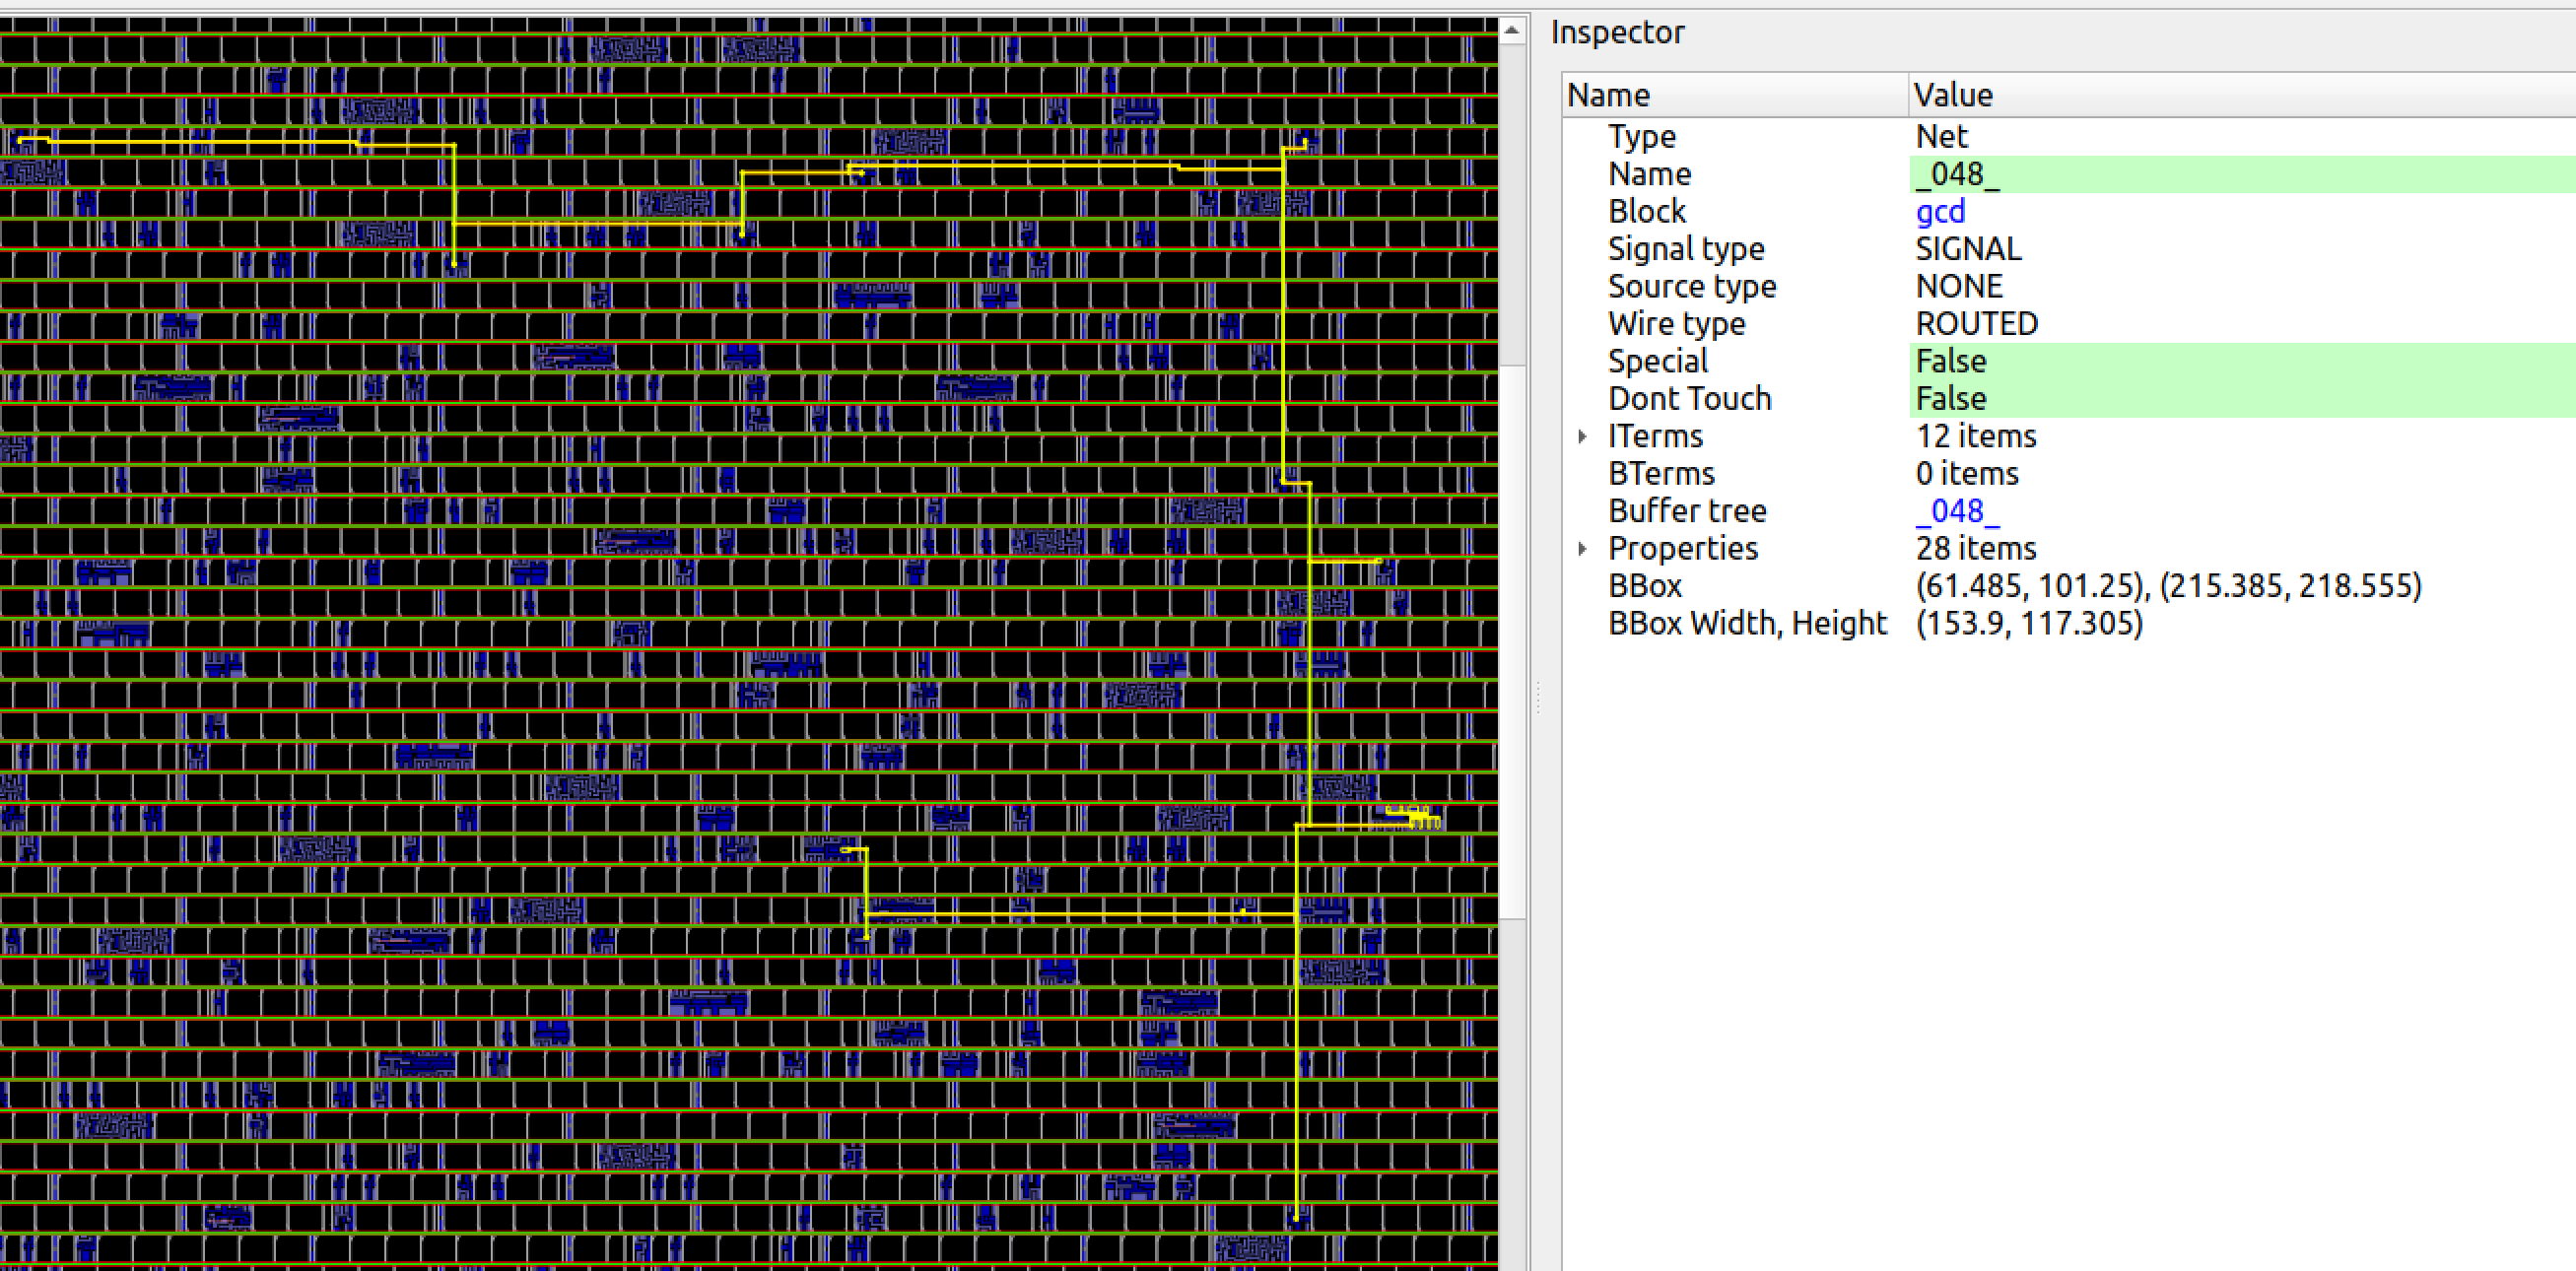 Inspector
Name Value
Type Net
Name _048_
Block gcd
Signal type SIGNAL
Source type NONE
Wire type ROUTED
Special False
Dont Touch False
ITerms 12 items
BTerms 0 items
Buffer tree _048_
Properties 28 items
BBox (61.485, 101.25), (215.385, 218.555)
BBox Width, Height (153.9, 117.305)